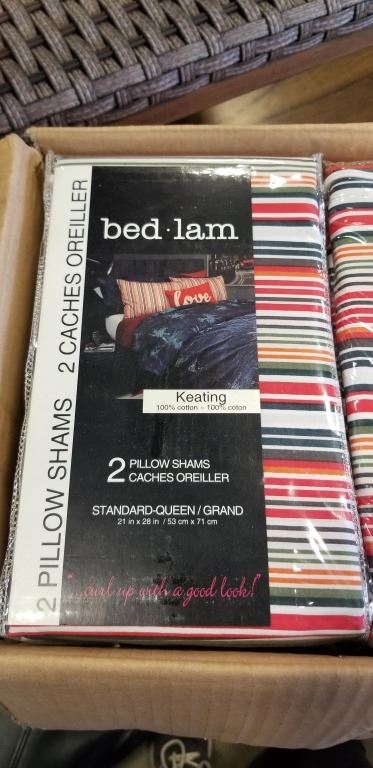 2 PILLOW SHAMS 2 CACHES OREILLER
bed·lam
love
Keating
100% cotton ~ 100% coton
2 PILLOW SHAMS
CACHES OREILLER
STANDARD-QUEEN / GRAND
21 in x 28 in / 53 cm x 71 cm
"...curl up with a good look!"